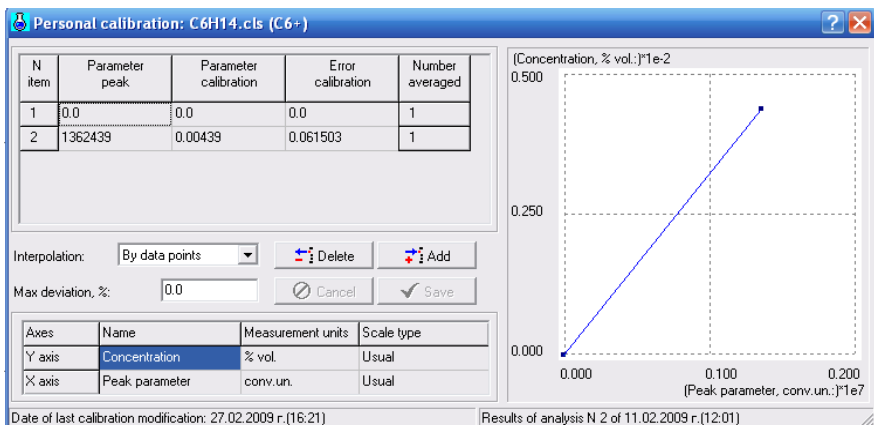 Personal calibration: C6H14.cls (C6+)
N item Parameter peak Parameter calibration Error calibration Number averaged
1 0.0 0.0 0.0 1
2 1362439 0.00439 0.061503 1
Interpolation: By data points Delete Add
Max deviation, %: 0.0 Cancel Save
Axes Name Measurement units Scale type
Y axis Concentration % vol. Usual
X axis Peak parameter conv.un. Usual
(Concentration, % vol.:)*1e-2
0.500
0.250
0.000
0.000 0.100 0.200
(Peak parameter, conv.un.:)*1e7
Date of last calibration modification: 27.02.2009 г.(16:21) Results of analysis N 2 of 11.02.2009 г.(12:01)